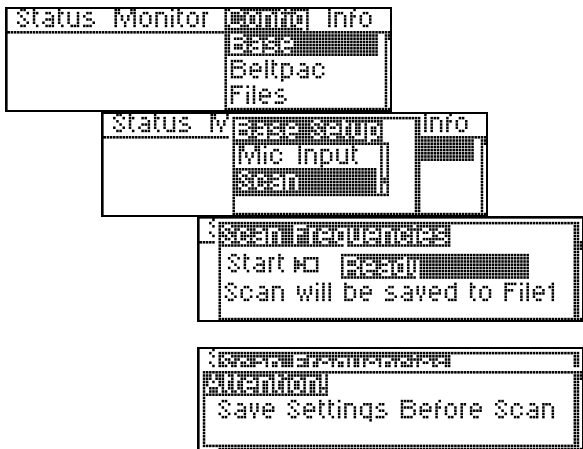 Status Monitor Config Info
Base
Beltpac
Files
Status M Info
Base Setup
Mic Input
Scan
Scan Frequencies
Start Ready
Scan will be saved to File1
Attention!
Save Settings Before Scan